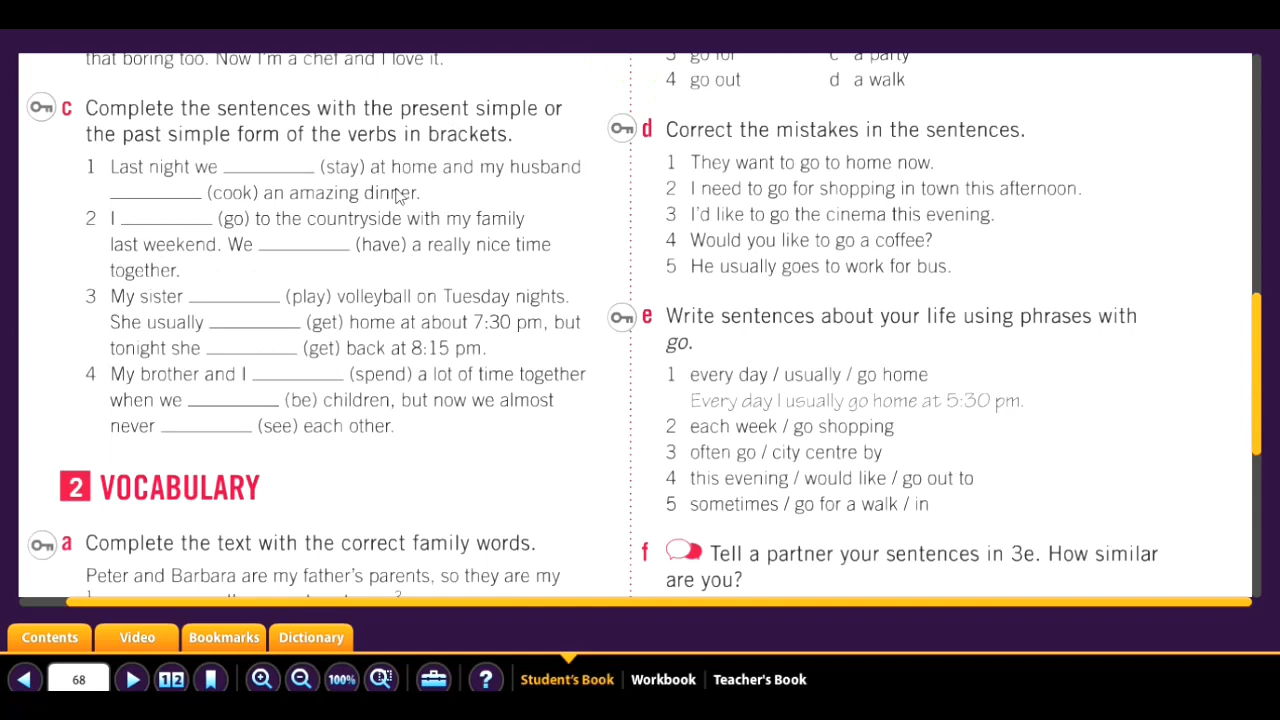 that boring too. Now I'm a chef and I love it.
c Complete the sentences with the present simple or
the past simple form of the verbs in brackets.
1 Last night we __________ (stay) at home and my husband
__________ (cook) an amazing dinner.
2 I __________ (go) to the countryside with my family
last weekend. We __________ (have) a really nice time
together.
3 My sister __________ (play) volleyball on Tuesday nights.
She usually __________ (get) home at about 7:30 pm, but
tonight she __________ (get) back at 8:15 pm.
4 My brother and I __________ (spend) a lot of time together
when we __________ (be) children, but now we almost
never __________ (see) each other.
2 VOCABULARY
a Complete the text with the correct family words.
Peter and Barbara are my father's parents, so they are my
3 go for c a party
4 go out d a walk
d Correct the mistakes in the sentences.
1 They want to go to home now.
2 I need to go for shopping in town this afternoon.
3 I'd like to go the cinema this evening.
4 Would you like to go a coffee?
5 He usually goes to work for bus.
e Write sentences about your life using phrases with
go.
1 every day / usually / go home
Every day I usually go home at 5:30 pm.
2 each week / go shopping
3 often go / city centre by
4 this evening / would like / go out to
5 sometimes / go for a walk / in
f Tell a partner your sentences in 3e. How similar
are you?
Contents Video Bookmarks Dictionary
68 1 2 100% ? Student's Book Workbook Teacher's Book